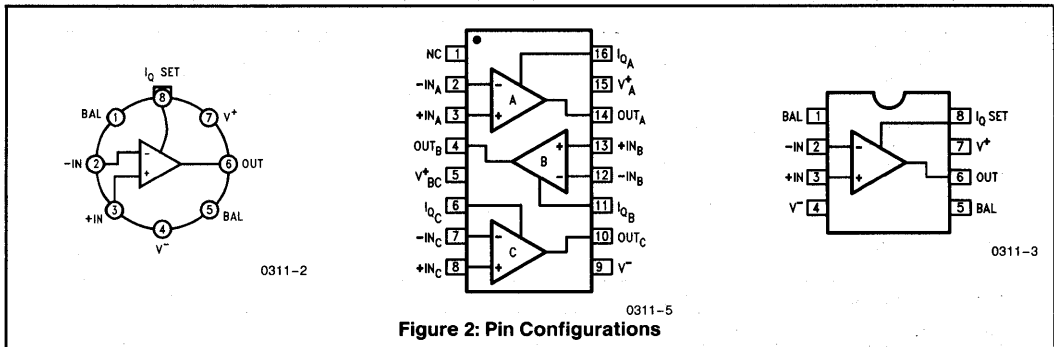 I_Q SET
8
BAL 1
7 V+
-IN 2
-
+
6 OUT
+IN 3
5 BAL
4
V-
0311-2
NC 1
16 I_QA
-IN_A 2
-
A
15 V+_A
+IN_A 3
+
14 OUT_A
OUT_B 4
B
+
13 +IN_B
V+_BC 5
-
12 -IN_B
I_QC 6
11 I_QB
-IN_C 7
-
C
10 OUT_C
+IN_C 8
+
9 V-
0311-5
BAL 1
8 I_Q SET
-IN 2
-
7 V+
+IN 3
+
6 OUT
V- 4
5 BAL
0311-3
Figure 2: Pin Configurations